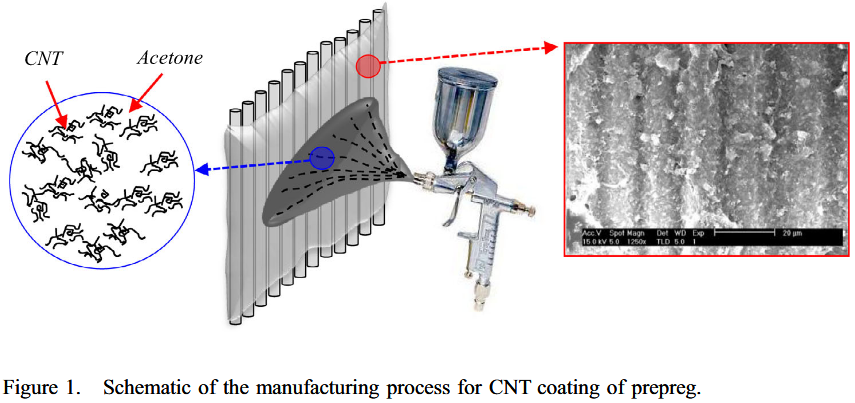 CNT
Acetone
Acc.V Spot Magn Det WD Exp
15.0 kV 5.0 1250x TLD 5.0 1
29 μm
Figure 1. Schematic of the manufacturing process for CNT coating of prepreg.